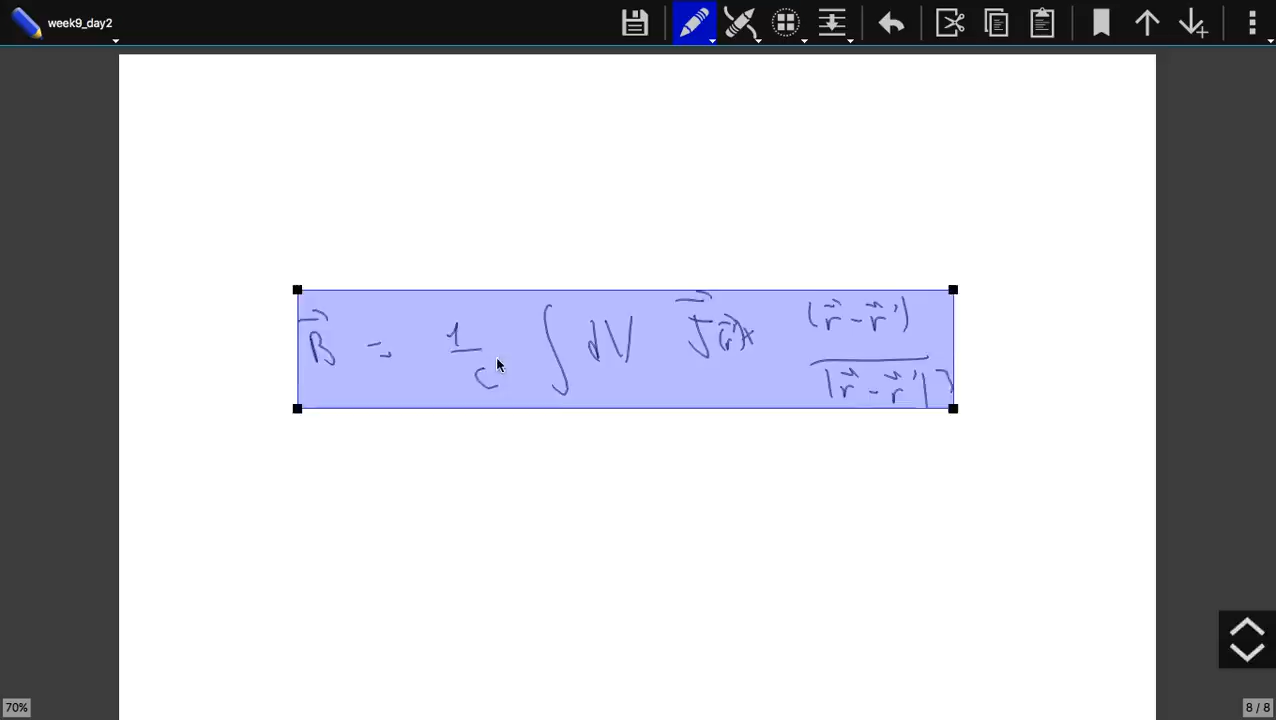 week9_day2
B⃗ = 1/c ∫ dV J⃗(r⃗')× (r⃗-r⃗')/|r⃗-r⃗'|³
70%
8 / 8